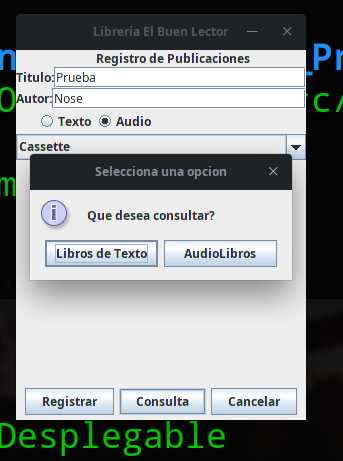 Librería El Buen Lector
Registro de Publicaciones
Titulo: Prueba
Autor: Nose
Texto Audio
Cassette
Selecciona una opcion
Que desea consultar?
Libros de Texto AudioLibros
Registrar Consulta Cancelar
Desplegable